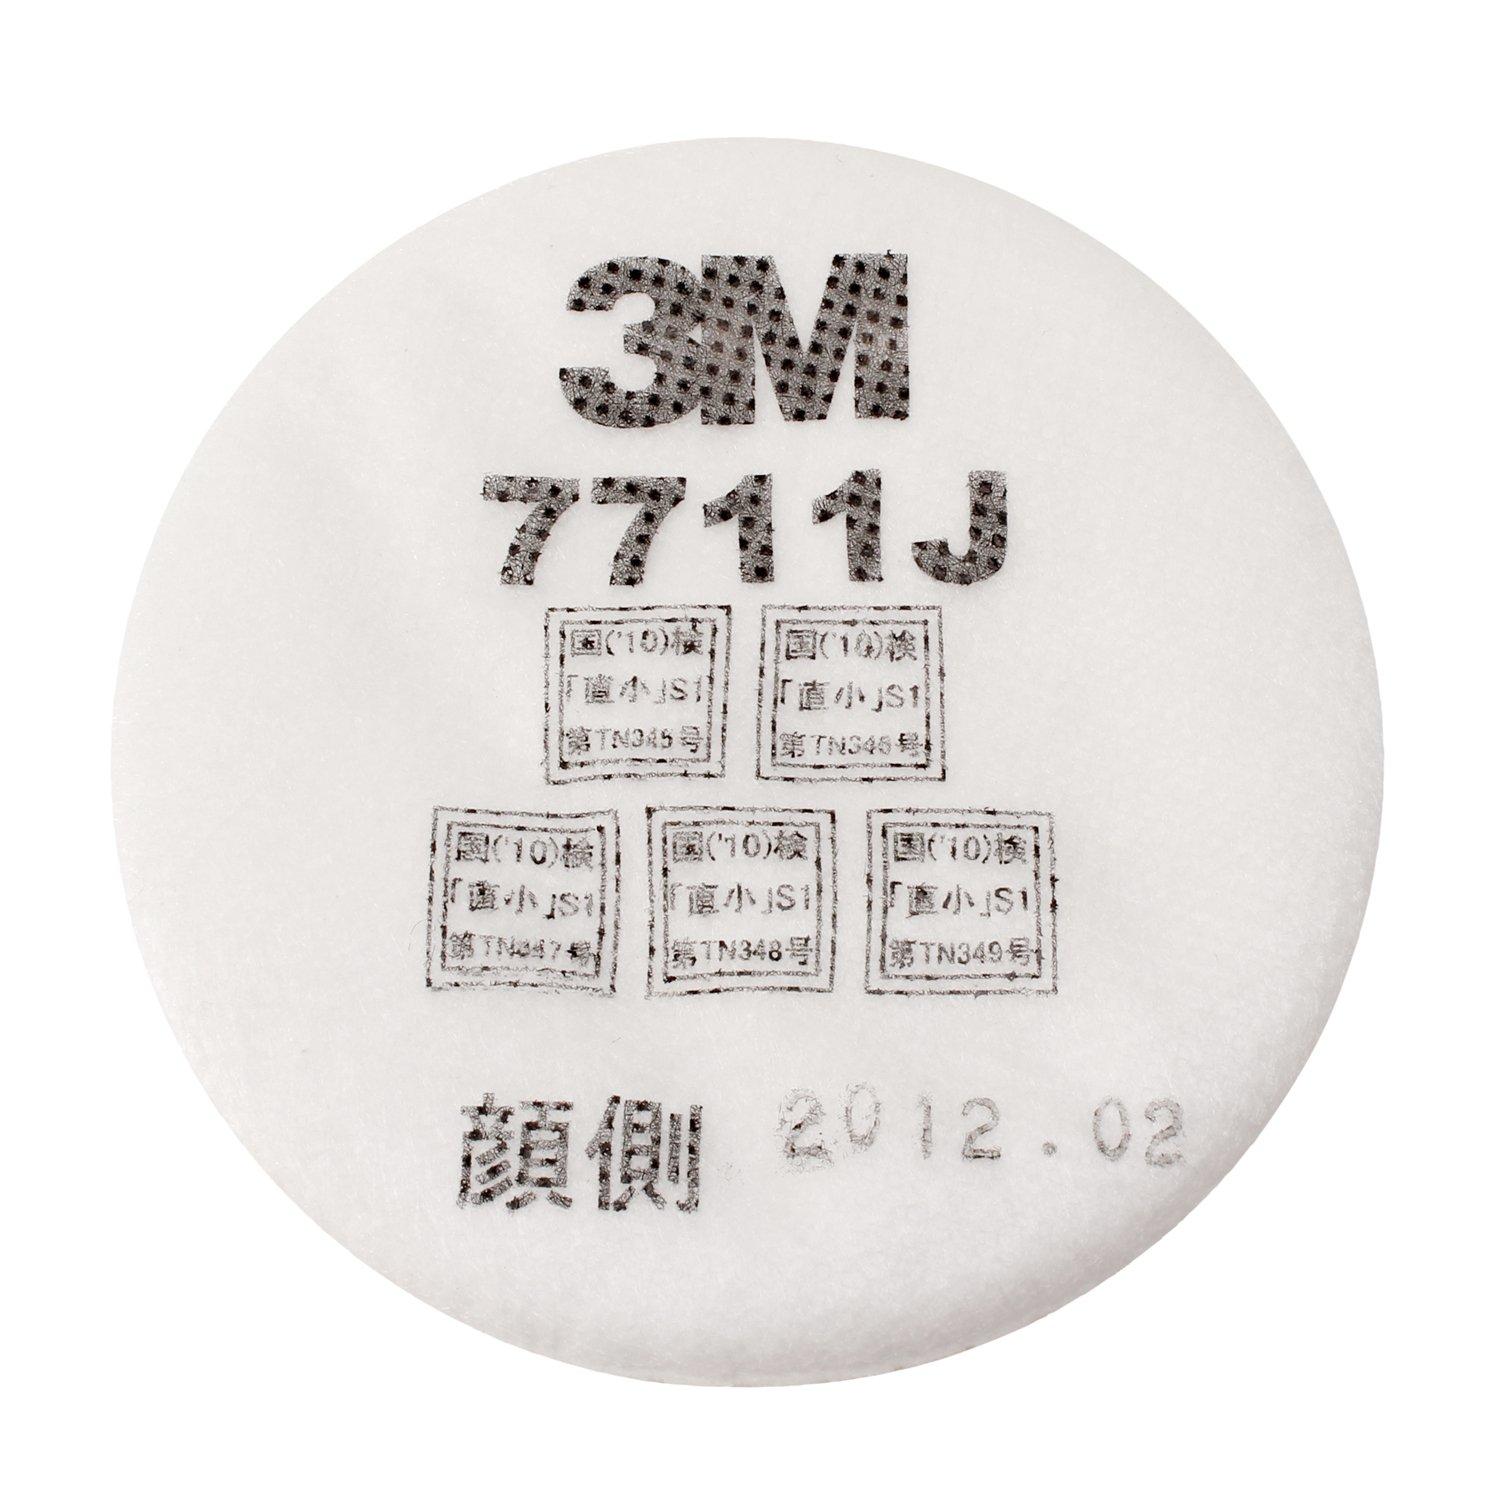 3M
7711J
国('10)検 国('10)検
「直小」S1 「直小」S1
第TN345号 第TN346号
国('10)検 国('10)検 国('10)検
「直小」S1 「直小」S1 「直小」S1
第TN347号 第TN348号 第TN349号
顔側 2012.02